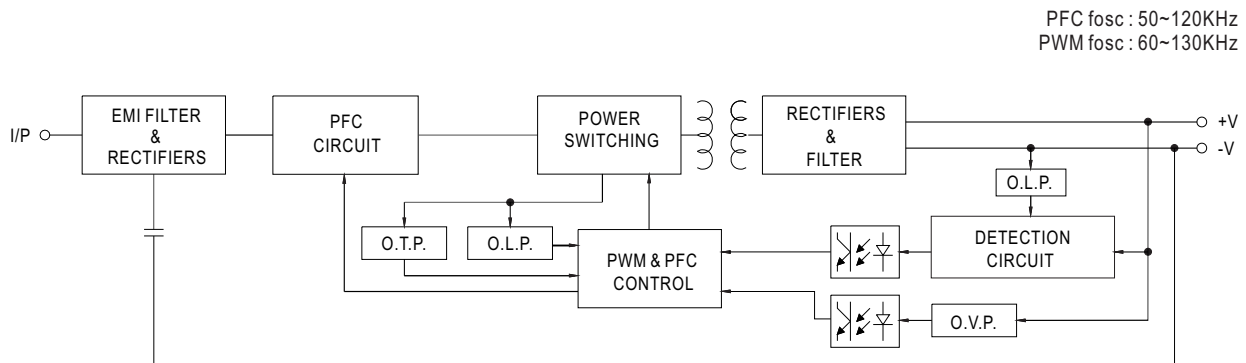 PFC fosc : 50~120KHz
PWM fosc : 60~130KHz
I/P
EMI FILTER
&
RECTIFIERS
PFC
CIRCUIT
POWER
SWITCHING
RECTIFIERS
&
FILTER
+V
-V
O.L.P.
O.T.P.
O.L.P.
PWM & PFC
CONTROL
DETECTION
CIRCUIT
O.V.P.